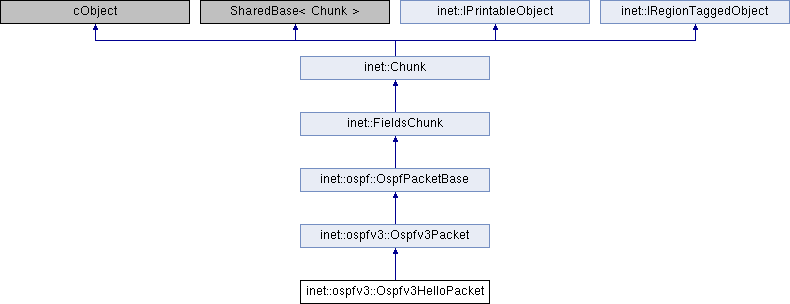 cObject
SharedBase< Chunk >
inet::IPrintableObject
inet::IRegionTaggedObject
inet::Chunk
inet::FieldsChunk
inet::ospf::OspfPacketBase
inet::ospfv3::Ospfv3Packet
inet::ospfv3::Ospfv3HelloPacket